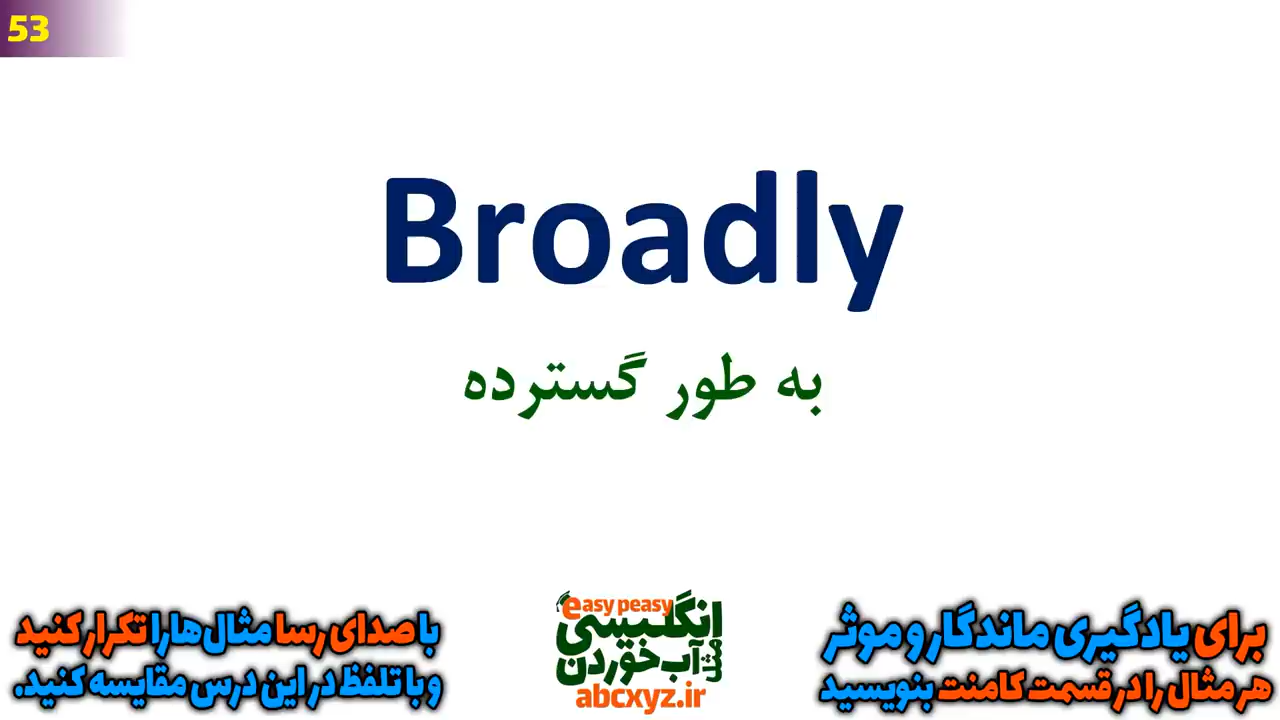 53
Broadly
به طور گسترده
برای یادگیری ماندگار و موثر
هر مثال را در قسمت کامنت بنویسید
easy peasy
انگلیسی
مثل
آب خوردن
abcxyz.ir
با صدای رسا مثال‌ها را تکرار کنید
و با تلفظ در این درس مقایسه کنید.